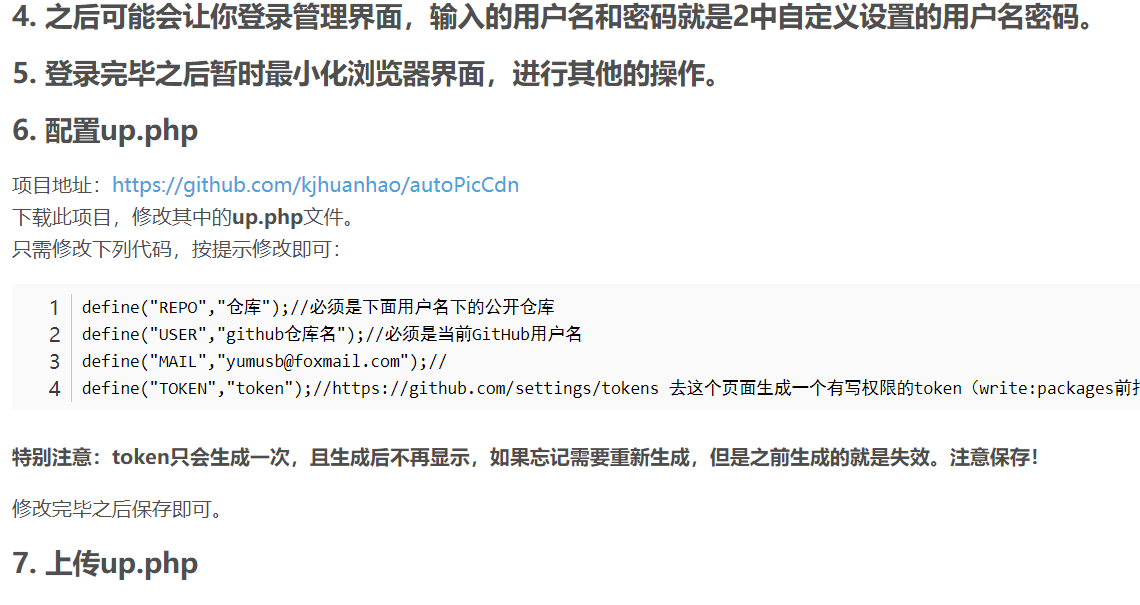 4. 之后可能会让你登录管理界面，输入的用户名和密码就是2中自定义设置的用户名密码。
5. 登录完毕之后暂时最小化浏览器界面，进行其他的操作。
6. 配置up.php
项目地址：https://github.com/kjhuanhao/autoPicCdn
下载此项目，修改其中的up.php文件。
只需修改下列代码，按提示修改即可：
1 define("REPO","仓库");//必须是下面用户名下的公开仓库
2 define("USER","github仓库名");//必须是当前GitHub用户名
3 define("MAIL","yumusb@foxmail.com");//
4 define("TOKEN","token");//https://github.com/settings/tokens 去这个页面生成一个有写权限的token（write:packages前
特别注意：token只会生成一次，且生成后不再显示，如果忘记需要重新生成，但是之前生成的就是失效。注意保存！
修改完毕之后保存即可。
7. 上传up.php